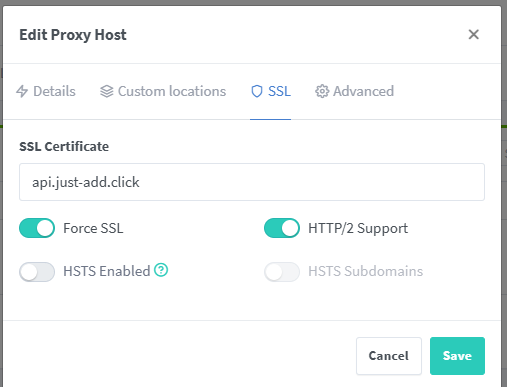 Edit Proxy Host
Details Custom locations SSL Advanced
SSL Certificate
api.just-add.click
Force SSL HTTP/2 Support
HSTS Enabled HSTS Subdomains
Cancel Save